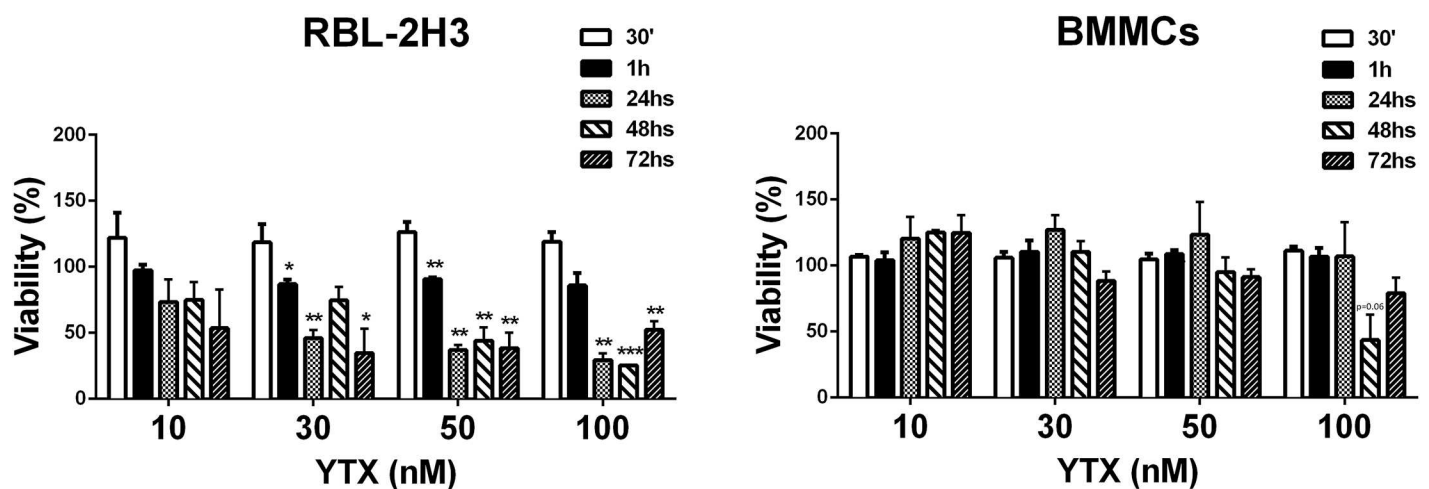 RBL-2H3
30'
1h
24hs
48hs
72hs
Viability (%)
200
150
100
50
0
*
**
*
**
**
**
**
**
***
**
10 30 50 100
YTX (nM)
BMMCs
30'
1h
24hs
48hs
72hs
Viability (%)
200
150
100
50
0
p=0.06
10 30 50 100
YTX (nM)